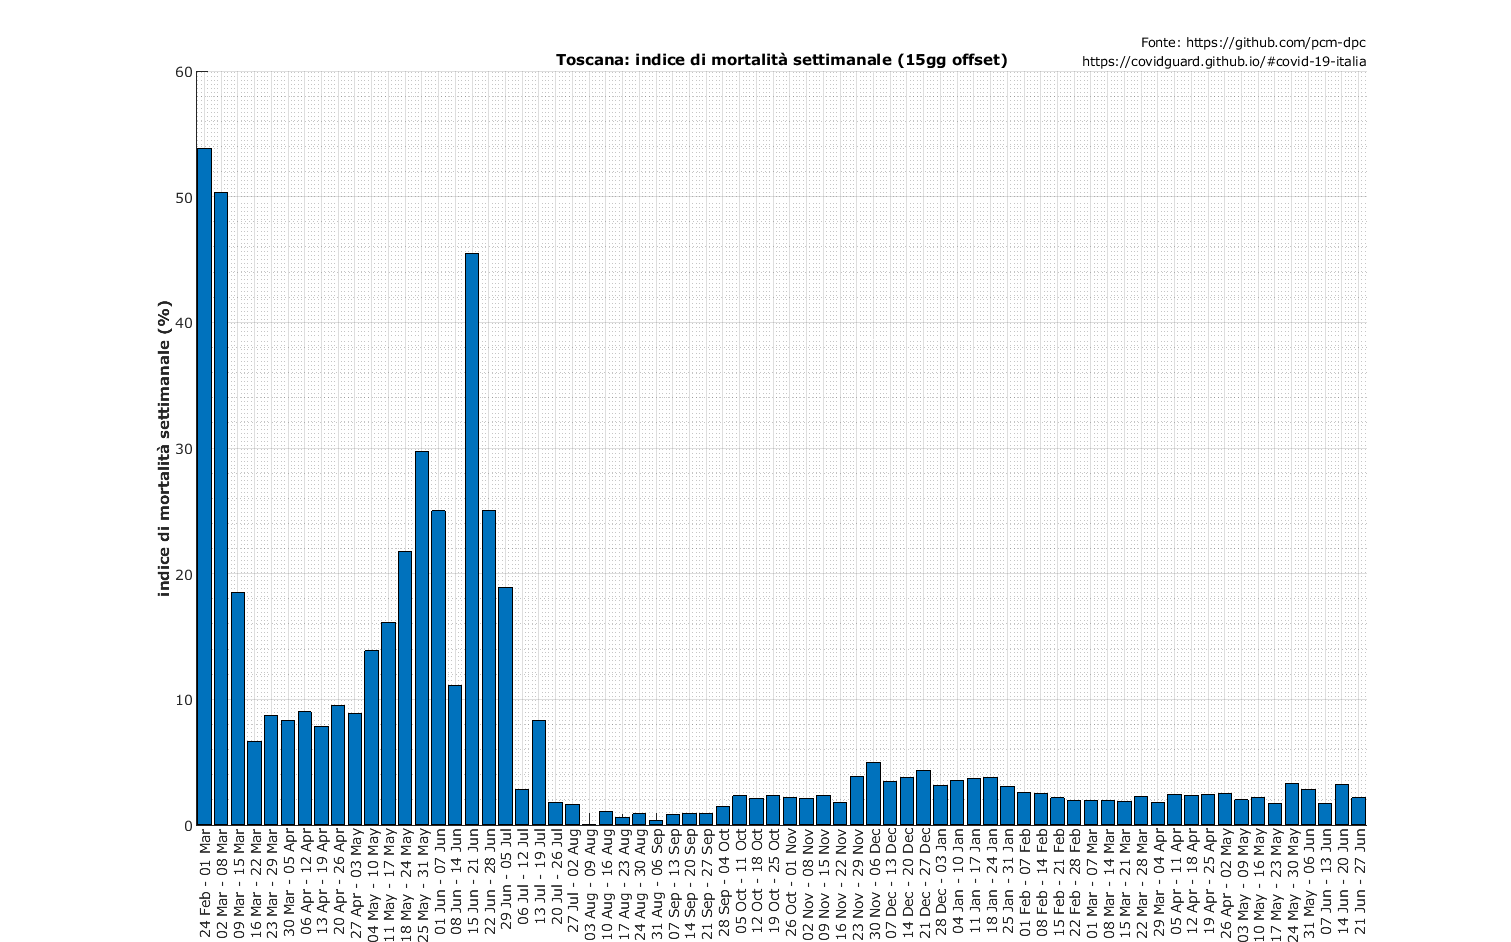 Fonte: https://github.com/pcm-dpc
Toscana: indice di mortalità settimanale (15gg offset)
https://covidguard.github.io/#covid-19-italia
indice di mortalità settimanale (%)
60
50
40
30
20
10
0
24 Feb - 01 Mar
02 Mar - 08 Mar
09 Mar - 15 Mar
16 Mar - 22 Mar
23 Mar - 29 Mar
30 Mar - 05 Apr
06 Apr - 12 Apr
13 Apr - 19 Apr
20 Apr - 26 Apr
27 Apr - 03 May
04 May - 10 May
11 May - 17 May
18 May - 24 May
25 May - 31 May
01 Jun - 07 Jun
08 Jun - 14 Jun
15 Jun - 21 Jun
22 Jun - 28 Jun
29 Jun - 05 Jul
06 Jul - 12 Jul
13 Jul - 19 Jul
20 Jul - 26 Jul
27 Jul - 02 Aug
03 Aug - 09 Aug
10 Aug - 16 Aug
17 Aug - 23 Aug
24 Aug - 30 Aug
31 Aug - 06 Sep
07 Sep - 13 Sep
14 Sep - 20 Sep
21 Sep - 27 Sep
28 Sep - 04 Oct
05 Oct - 11 Oct
12 Oct - 18 Oct
19 Oct - 25 Oct
26 Oct - 01 Nov
02 Nov - 08 Nov
09 Nov - 15 Nov
16 Nov - 22 Nov
23 Nov - 29 Nov
30 Nov - 06 Dec
07 Dec - 13 Dec
14 Dec - 20 Dec
21 Dec - 27 Dec
28 Dec - 03 Jan
04 Jan - 10 Jan
11 Jan - 17 Jan
18 Jan - 24 Jan
25 Jan - 31 Jan
01 Feb - 07 Feb
08 Feb - 14 Feb
15 Feb - 21 Feb
22 Feb - 28 Feb
01 Mar - 07 Mar
08 Mar - 14 Mar
15 Mar - 21 Mar
22 Mar - 28 Mar
29 Mar - 04 Apr
05 Apr - 11 Apr
12 Apr - 18 Apr
19 Apr - 25 Apr
26 Apr - 02 May
03 May - 09 May
10 May - 16 May
17 May - 23 May
24 May - 30 May
31 May - 06 Jun
07 Jun - 13 Jun
14 Jun - 20 Jun
21 Jun - 27 Jun